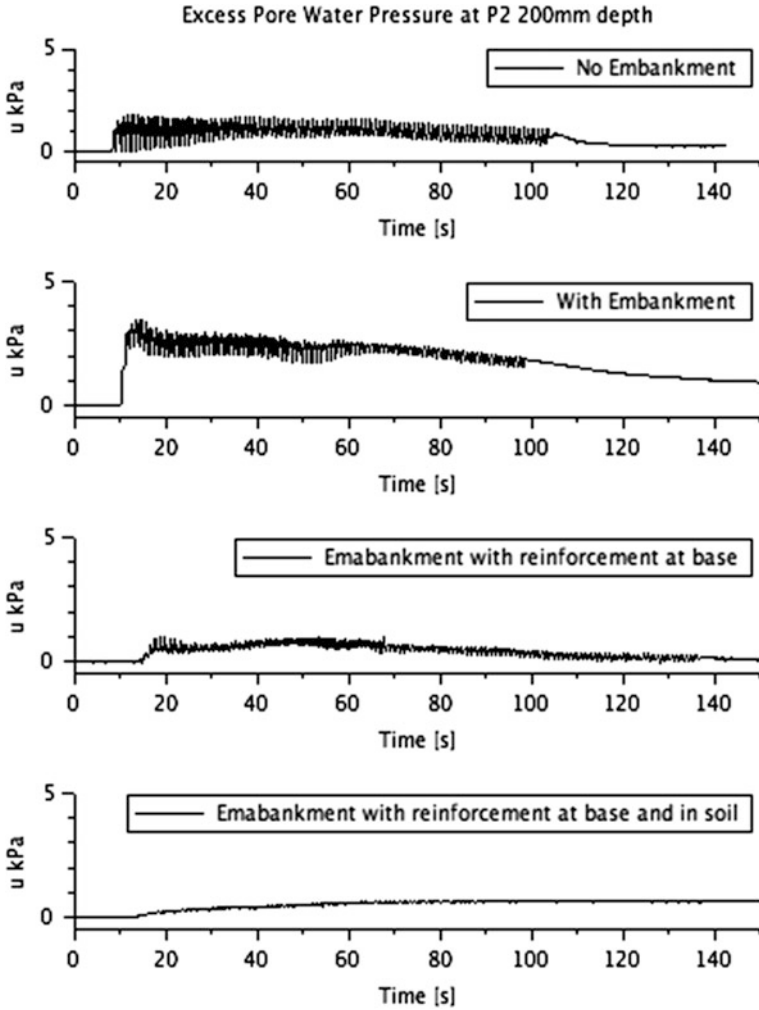 Excess Pore Water Pressure at P2 200mm depth
5
No Embankment
u kPa
0
0 20 40 60 80 100 120 140
Time [s]
5
With Embankment
u kPa
0
0 20 40 60 80 100 120 140
Time [s]
5
Emabankment with reinforcement at base
u kPa
0
0 20 40 60 80 100 120 140
Time [s]
5
Emabankment with reinforcement at base and in soil
u kPa
0
0 20 40 60 80 100 120 140
Time [s]